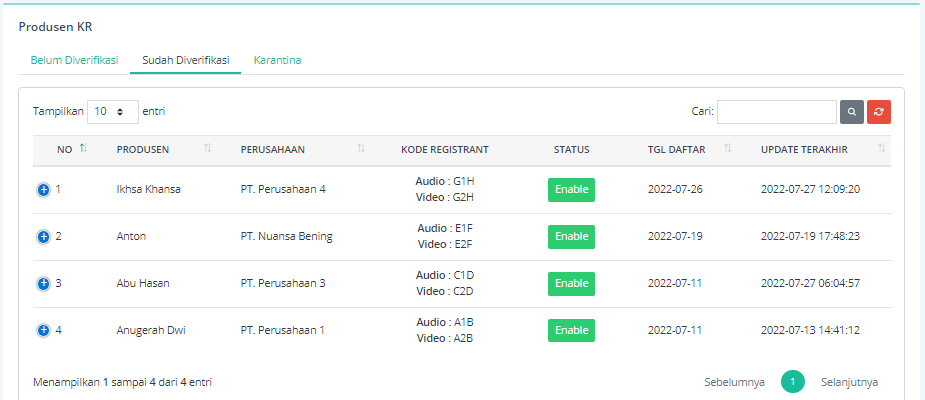 Produsen KR
Belum Diverifikasi Sudah Diverifikasi Karantina
Tampilkan 10 entri Cari:
NO PRODUSEN PERUSAHAAN KODE REGISTRANT STATUS TGL DAFTAR UPDATE TERAKHIR
1 Ikhsa Khansa PT. Perusahaan 4 Audio : G1H Enable 2022-07-26 2022-07-27 12:09:20
Video : G2H
2 Anton PT. Nuansa Bening Audio : E1F Enable 2022-07-19 2022-07-19 17:48:23
Video : E2F
3 Abu Hasan PT. Perusahaan 3 Audio : C1D Enable 2022-07-11 2022-07-27 06:04:57
Video : C2D
4 Anugerah Dwi PT. Perusahaan 1 Audio : A1B Enable 2022-07-11 2022-07-13 14:41:12
Video : A2B
Menampilkan 1 sampai 4 dari 4 entri Sebelumnya 1 Selanjutnya